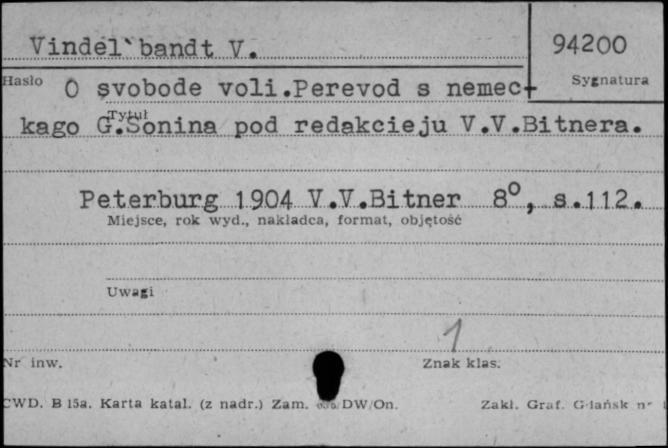 Vindel`bandt V.
94200
Hasło
Sygnatura
O svobode voli.Perevod s nemec-
Tytuł
kago G.Sonina pod redakcieju V.V.Bitnera.
Peterburg 1904 V.V.Bitner 8°, s.112.
Miejsce, rok wyd., nakładca, format, objętość
Uwagi
1
Nr inw.
Znak klas.
CWD. B 15a. Karta katal. (z nadr.) Zam. DW/On.
Zakł. Graf. Gdańsk